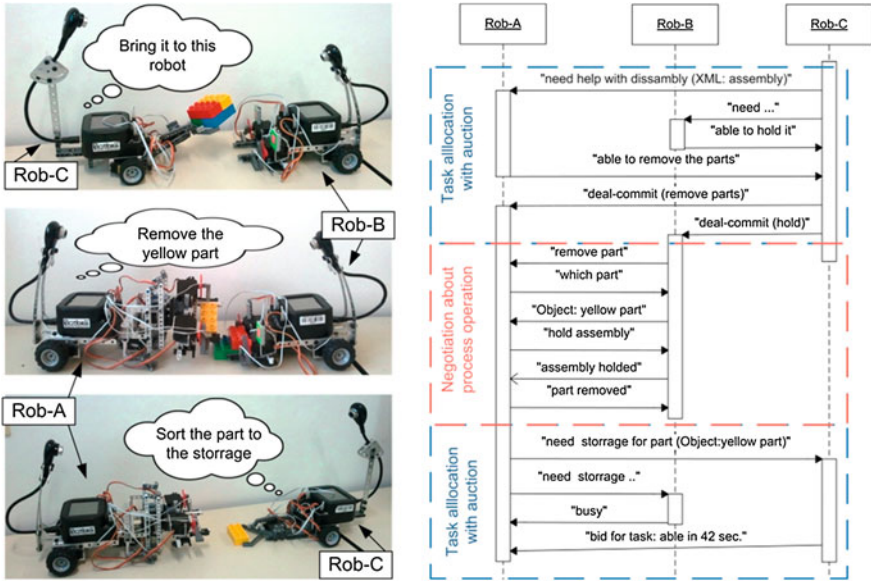 Bring it to this
robot
Rob-C
Rob-B
Remove the
yellow part
Rob-A
Sort the part to
the storrage
Rob-C
Rob-A
Rob-B
Rob-C
Task alllocation
with auction
"need help with dissamby (XML: assembly)"
"need ..."
"able to hold it"
"able to remove the parts"
"deal-commit (remove parts)"
"deal-commit (hold)"
Negotiation about
process operation
"remove part"
"which part"
"Object: yellow part"
"hold assembly"
"assembly holded"
"part removed"
Task alllocation
with auction
"need storrage for part (Object:yellow part)"
"need storrage .."
"busy"
"bid for task: able in 42 sec."